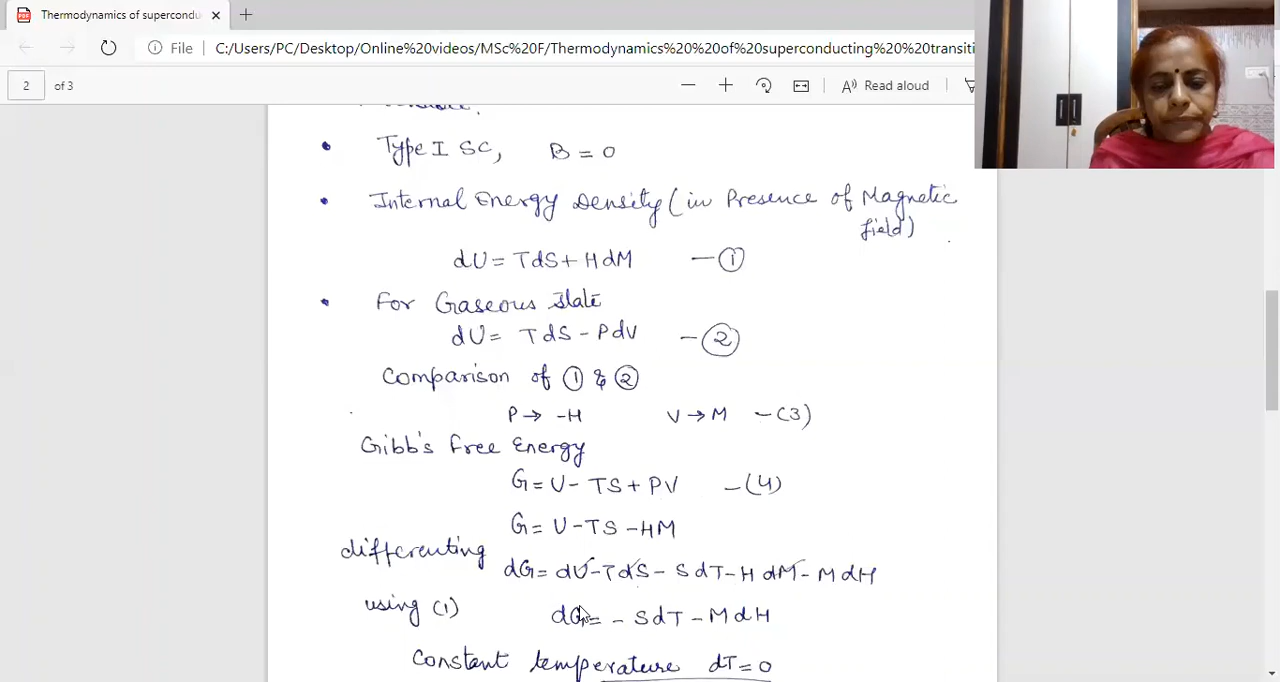 Thermodynamics of supercondu
File C:/Users/PC/Desktop/Online%20videos/MSc%20F/Thermodynamics%20%20of%20superconducting%20%20transiti
2 of 3 Read aloud
• Type I SC, B = 0
• Internal Energy Density (in Presence of Magnetic
field)
dU = TdS + HdM —①
• For Gaseous state
dU = TdS - PdV —②
Comparison of ① & ②
P → -H V → M —(3)
Gibb's Free Energy
G = U - TS + PV —(4)
G = U - TS - HM
differenting
dG = dU - TdS - SdT - HdM - MdH
using (1)
dG = - SdT - MdH
Constant temperature dT = 0